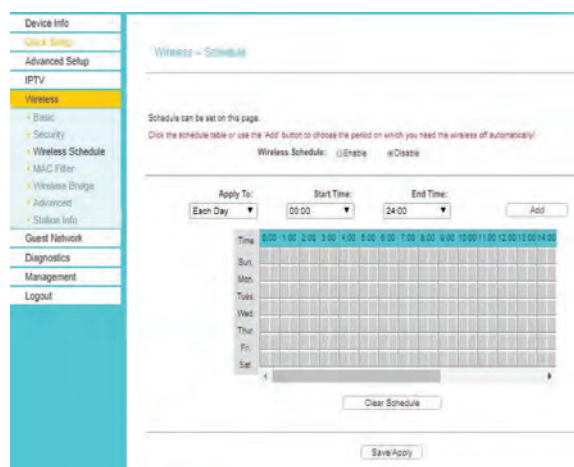 Device Info
Quick Setup
Advanced Setup
IPTV
Wireless
Basic
Security
Wireless Schedule
MAC Filter
Wireless Bridge
Advanced
Station Info
Guest Network
Diagnostics
Management
Logout
Wireless -- Schedule
Schedule can be set on this page.
Click the schedule table or use the 'Add' button to choose the period on which you need the wireless off automatically!
Wireless Schedule: Enable Disable
Apply To: Start Time: End Time:
Each Day 00:00 24:00 Add
Time 0:00 1:00 2:00 3:00 4:00 5:00 6:00 7:00 8:00 9:00 10:00 11:00 12:00 13:00 14:00
Sun.
Mon.
Tues.
Wed.
Thur.
Fri.
Sat.
Clear Schedule
Save/Apply